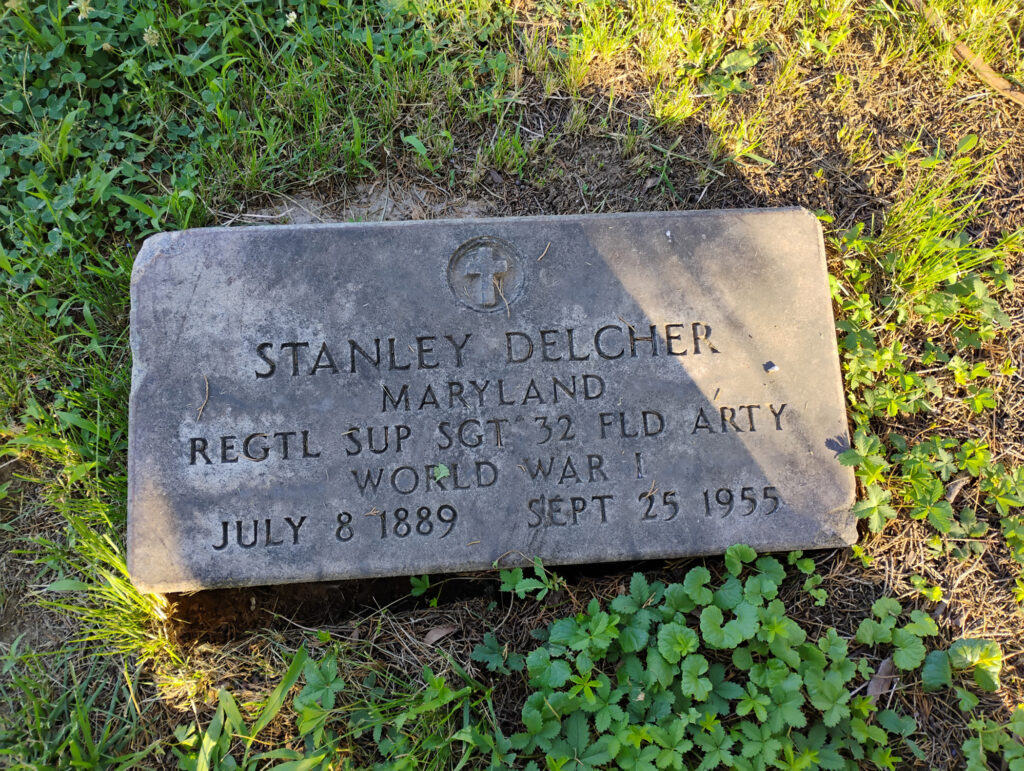 STANLEY DELCHER
MARYLAND
REGTL SUP SGT 32 FLD ARTY
WORLD WAR I
JULY 8 1889 SEPT 25 1955